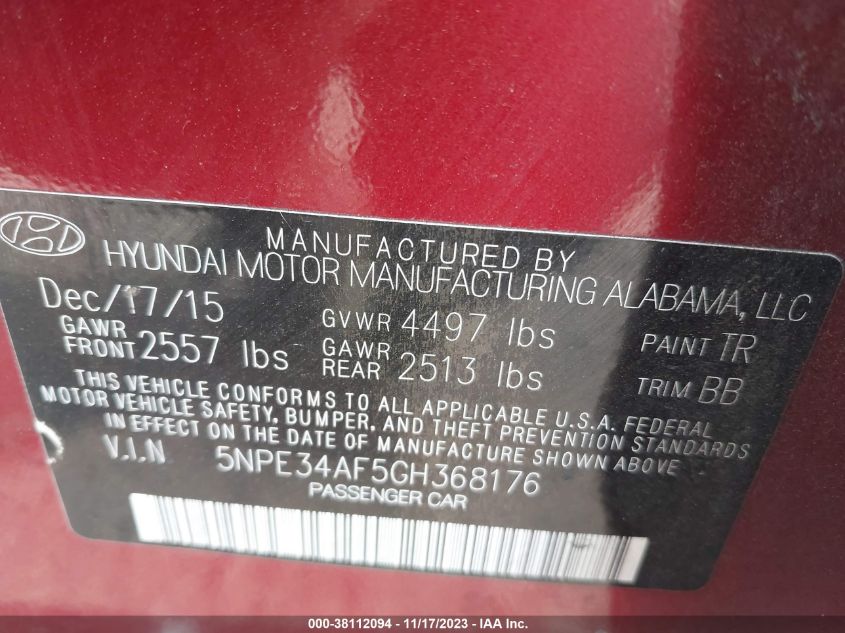 MANUFACTURED BY
HYUNDAI MOTOR MANUFACTURING ALABAMA, LLC
Dec/17/15 GVWR 4497 lbs PAINT TR
GAWR FRONT 2557 lbs GAWR REAR 2513 lbs TRIM BB
THIS VEHICLE CONFORMS TO ALL APPLICABLE U.S.A. FEDERAL
MOTOR VEHICLE SAFETY, BUMPER, AND THEFT PREVENTION STANDARDS
IN EFFECT ON THE DATE OF MANUFACTURE SHOWN ABOVE.
V.I.N 5NPE34AF5GH368176
PASSENGER CAR
000-38112094 - 11/17/2023 - IAA Inc.